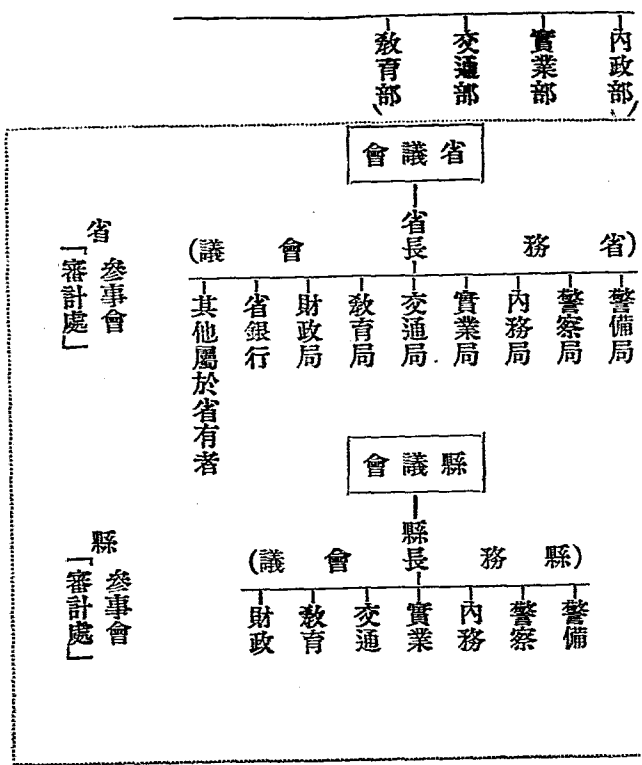 內政部
實業部
交通部
敎育部)
省議會
省長
(省務會議)
警備局
警察局
內務局
實業局
交通局
敎育局
財政局
省銀行
其他屬於省有者
省參事會
「審計處」
縣議會
縣長
(縣務會議)
警備
警察
內務
實業
交通
敎育
財政
縣參事會
「審計處」